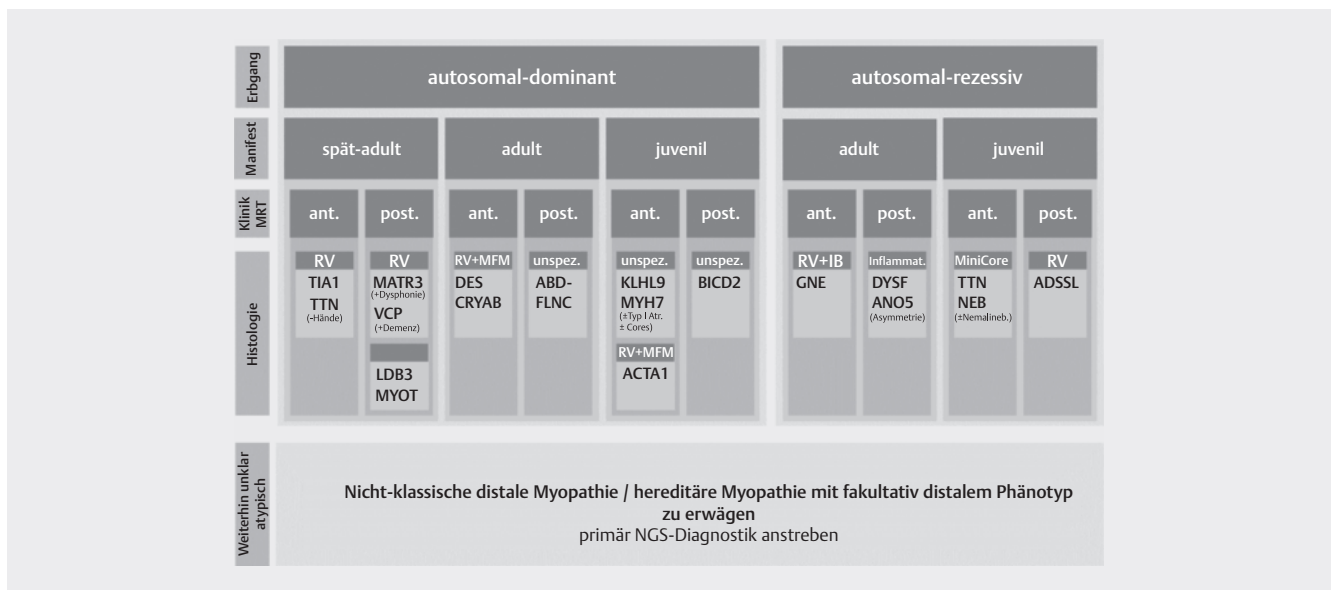 Erbgang
autosomal-dominant
autosomal-rezessiv
Manifest
spät-adult
adult
juvenil
adult
juvenil
Klinik
MRT
ant.
post.
ant.
post.
ant.
post.
ant.
post.
ant.
post.
Histologie
RV
TIA1
TTN
(-Hände)
RV
MATR3
(+Dysphonie)
VCP
(+Demenz)
LDB3
MYOT
RV+MFM
DES
CRYAB
unspez.
ABD-
FLNC
unspez.
KLHL9
MYH7
(±Typ I Atr.
± Cores)
RV+MFM
ACTA1
unspez.
BICD2
RV+IB
GNE
Inflammat.
DYSF
ANO5
(Asymmetrie)
MiniCore
TTN
NEB
(±Nemalineb.)
RV
ADSSL
Weiterhin unklar
atypisch
Nicht-klassische distale Myopathie / hereditäre Myopathie mit fakultativ distalem Phänotyp
zu erwägen
primär NGS-Diagnostik anstreben